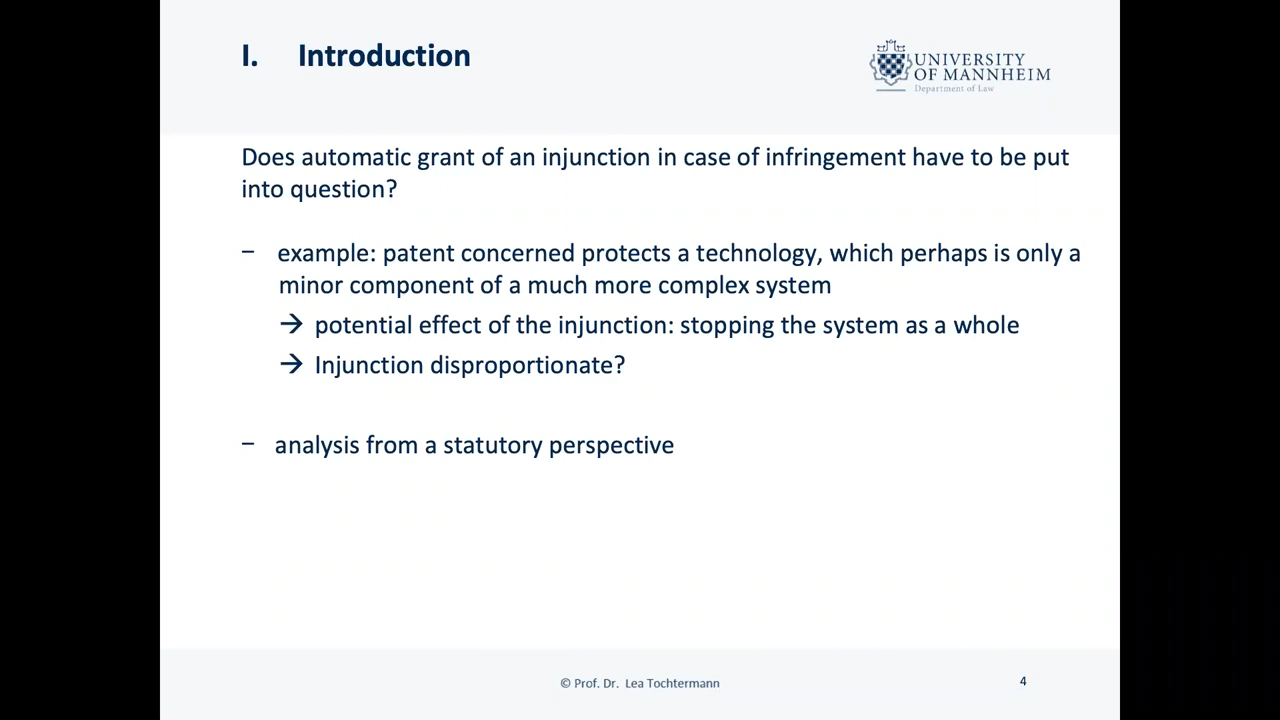 I. Introduction
UNIVERSITY
OF MANNHEIM
Department of Law
Does automatic grant of an injunction in case of infringement have to be put
into question?
− example: patent concerned protects a technology, which perhaps is only a
minor component of a much more complex system
→ potential effect of the injunction: stopping the system as a whole
→ Injunction disproportionate?
− analysis from a statutory perspective
© Prof. Dr. Lea Tochtermann
4